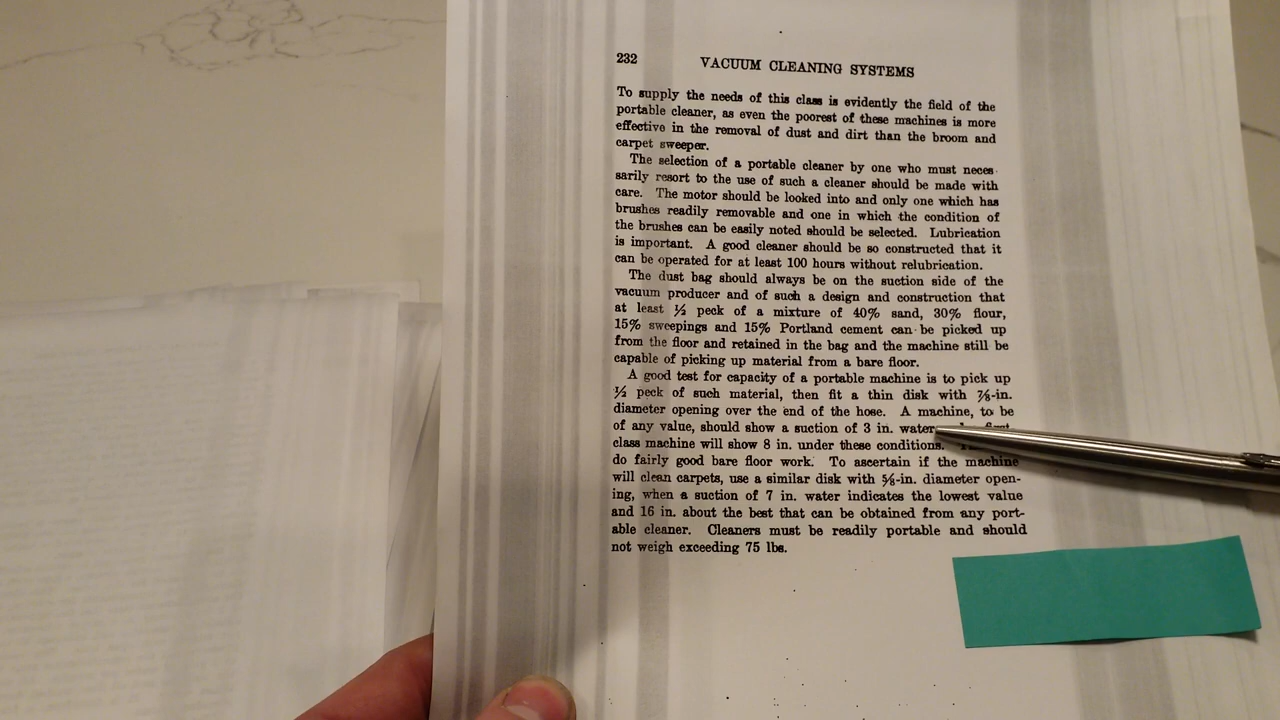 232
VACUUM CLEANING SYSTEMS
To supply the needs of this class is evidently the field of the
portable cleaner, as even the poorest of these machines is more
effective in the removal of dust and dirt than the broom and
carpet sweeper.
The selection of a portable cleaner by one who must neces-
sarily resort to the use of such a cleaner should be made with
care. The motor should be looked into and only one which has
brushes readily removable and one in which the condition of
the brushes can be easily noted should be selected. Lubrication
is important. A good cleaner should be so constructed that it
can be operated for at least 100 hours without relubrication.
The dust bag should always be on the suction side of the
vacuum producer and of such a design and construction that
at least ½ peck of a mixture of 40% sand, 30% flour,
15% sweepings and 15% Portland cement can be picked up
from the floor and retained in the bag and the machine still be
capable of picking up material from a bare floor.
A good test for capacity of a portable machine is to pick up
½ peck of such material, then fit a thin disk with ⅞-in.
diameter opening over the end of the hose. A machine, to be
of any value, should show a suction of 3 in. water
class machine will show 8 in. under these conditions.
do fairly good bare floor work. To ascertain if the machine
will clean carpets, use a similar disk with ⅝-in. diameter open-
ing, when a suction of 7 in. water indicates the lowest value
and 16 in. about the best that can be obtained from any port-
able cleaner. Cleaners must be readily portable and should
not weigh exceeding 75 lbs.